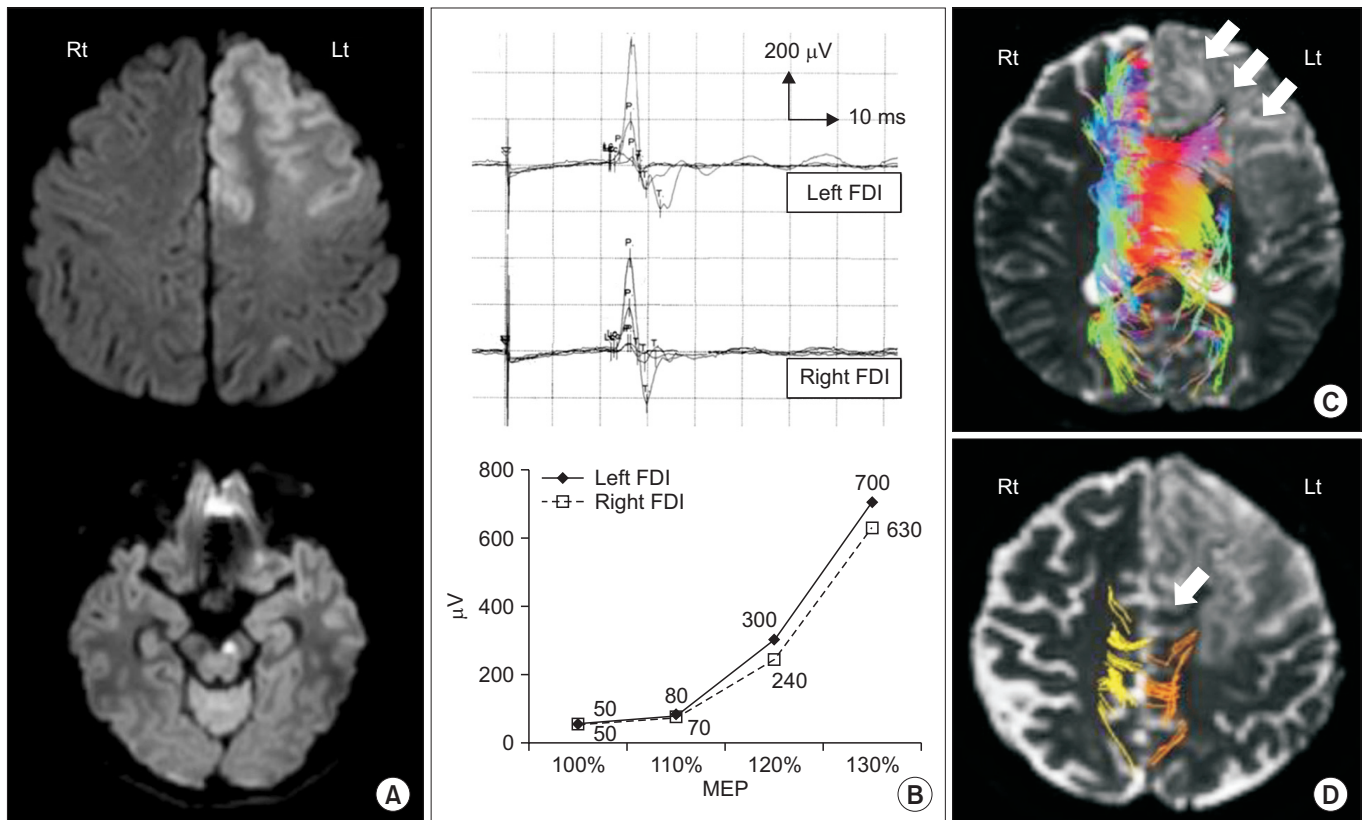 Rt Lt
A
200 μV
10 ms
P
P
P
T
T
Left FDI
P
P
T
T
T
Right FDI
800
600
400
200
0
μV
Left FDI
Right FDI
50
50
80
70
300
240
700
630
100% 110% 120% 130%
MEP
B
Rt Lt
C
Rt Lt
D